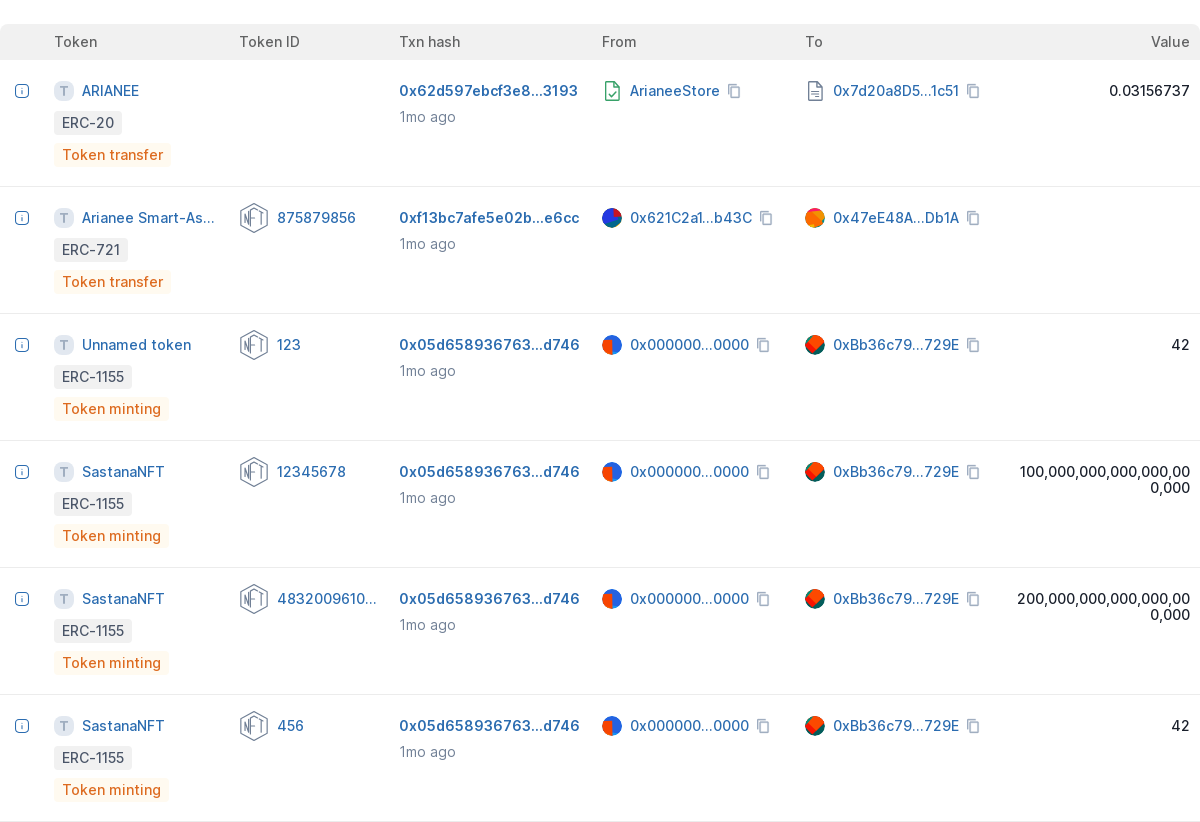 Token Token ID Txn hash From To Value
T ARIANEE 0x62d597ebcf3e8...3193 ArianeeStore 0x7d20a8D5...1c51 0.03156737
1mo ago
ERC-20
Token transfer
T Arianee Smart-As... NFT 875879856 0xf13bc7afe5e02b...e6cc 0x621C2a1...b43C 0x47eE48A...Db1A
1mo ago
ERC-721
Token transfer
T Unnamed token NFT 123 0x05d658936763...d746 0x000000...0000 0xBb36c79...729E 42
1mo ago
ERC-1155
Token minting
T SastanaNFT NFT 12345678 0x05d658936763...d746 0x000000...0000 0xBb36c79...729E 100,000,000,000,000,00
0,000
1mo ago
ERC-1155
Token minting
T SastanaNFT NFT 4832009610... 0x05d658936763...d746 0x000000...0000 0xBb36c79...729E 200,000,000,000,000,00
0,000
1mo ago
ERC-1155
Token minting
T SastanaNFT NFT 456 0x05d658936763...d746 0x000000...0000 0xBb36c79...729E 42
1mo ago
ERC-1155
Token minting